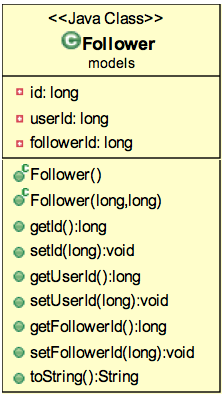 <<Java Class>>
Follower
models
id: long
userId: long
followerId: long
Follower()
Follower(long,long)
getId():long
setId(long):void
getUserId():long
setUserId(long):void
getFollowerId():long
setFollowerId(long):void
toString():String